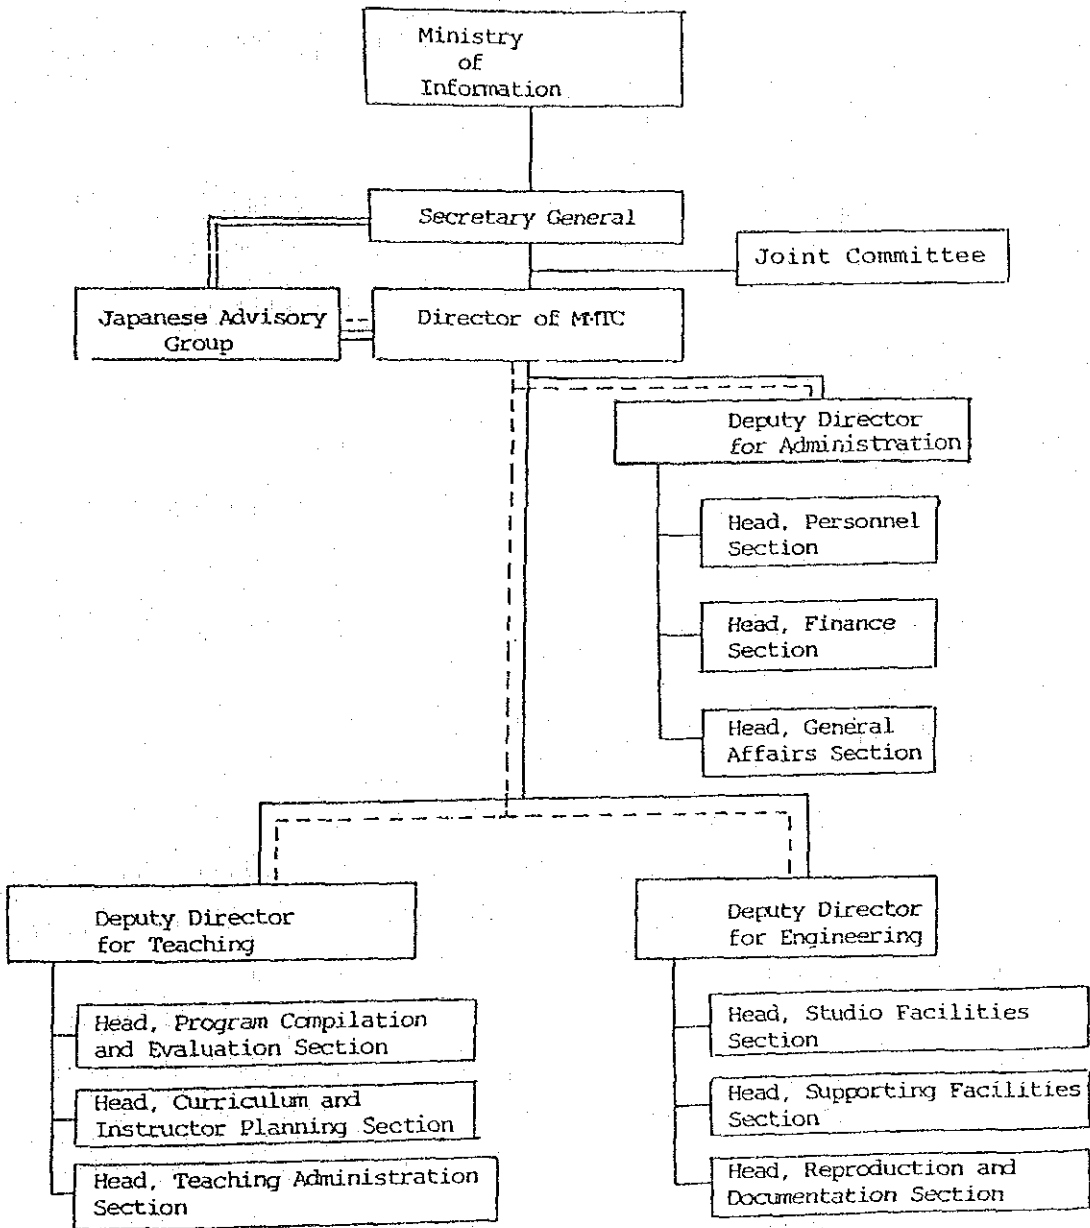 Ministry
of
Information
Secretary General
Joint Committee
Japanese Advisory
Group
Director of MMTC
Deputy Director
for Administration
Head, Personnel
Section
Head, Finance
Section
Head, General
Affairs Section
Deputy Director
for Teaching
Deputy Director
for Engineering
Head, Program Compilation
and Evaluation Section
Head, Curriculum and
Instructor Planning Section
Head, Teaching Administration
Section
Head, Studio Facilities
Section
Head, Supporting Facilities
Section
Head, Reproduction and
Documentation Section